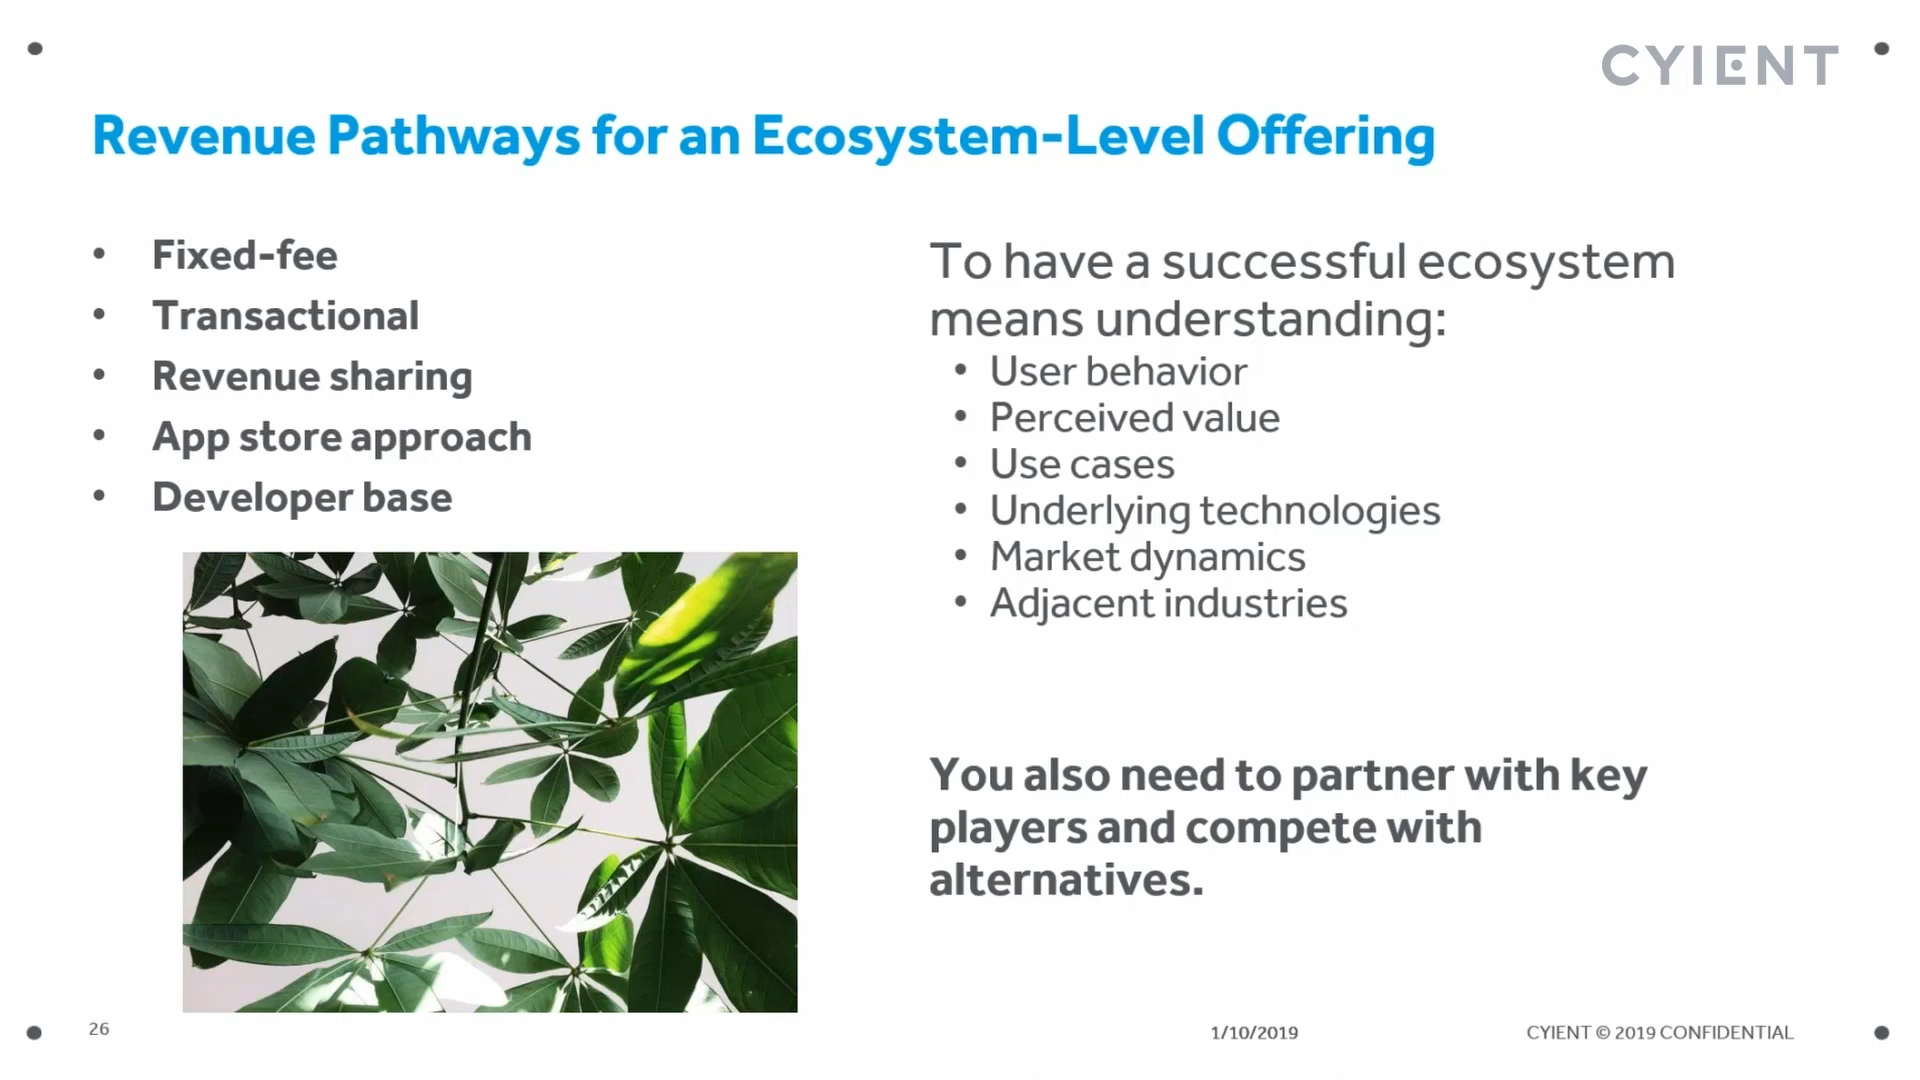 CYIENT
Revenue Pathways for an Ecosystem-Level Offering
• Fixed-fee
• Transactional
• Revenue sharing
• App store approach
• Developer base
To have a successful ecosystem
means understanding:
• User behavior
• Perceived value
• Use cases
• Underlying technologies
• Market dynamics
• Adjacent industries
You also need to partner with key
players and compete with
alternatives.
26
1/10/2019
CYIENT © 2019 CONFIDENTIAL